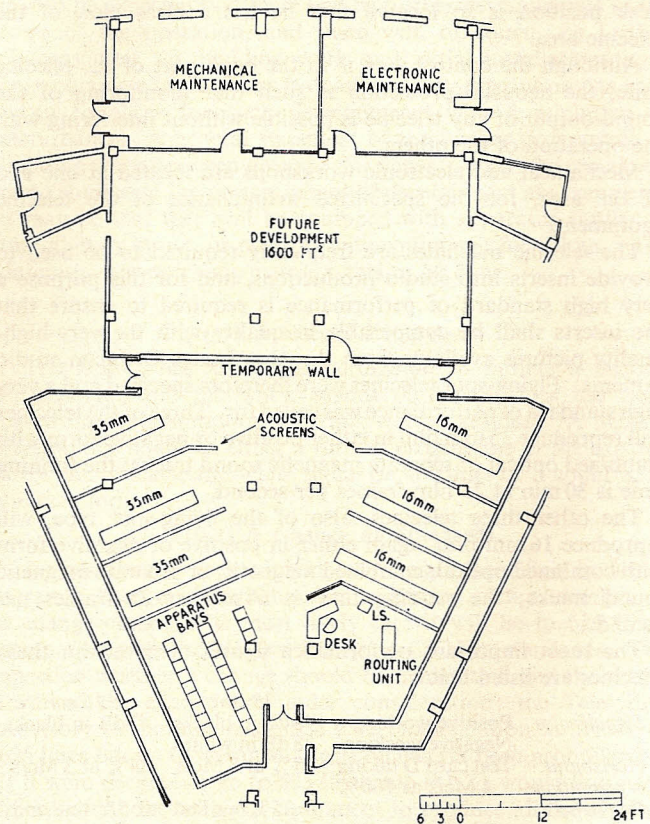 MECHANICAL
MAINTENANCE
ELECTRONIC
MAINTENANCE
FUTURE
DEVELOPMENT
1600 FT²
TEMPORARY WALL
ACOUSTIC
SCREENS
35mm
16mm
35mm
16mm
35mm
16mm
APPARATUS
BAYS
LS.
DESK
ROUTING
UNIT
6 3 0 12 24 FT